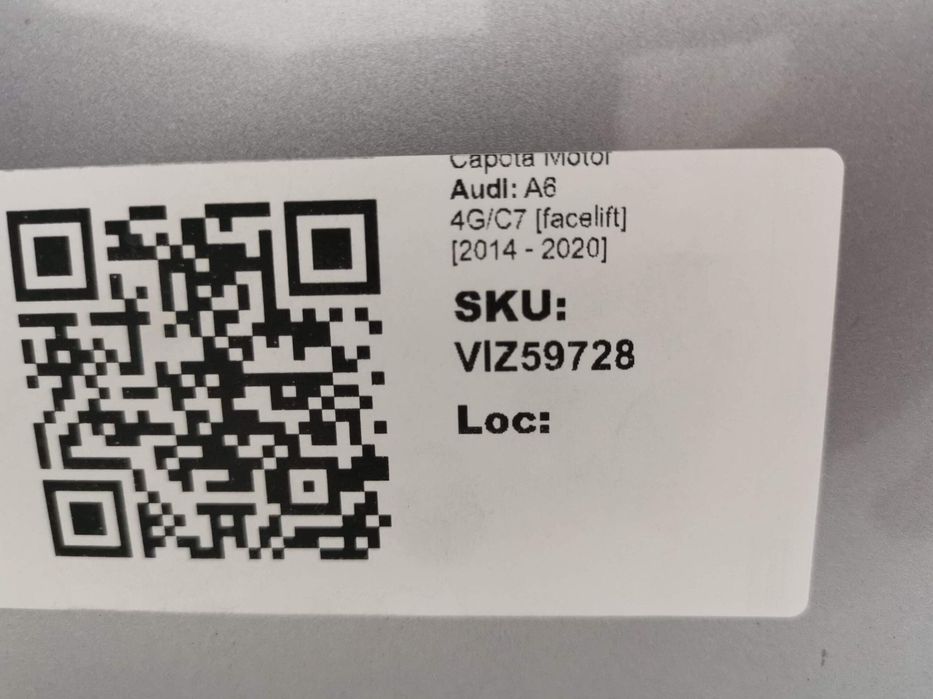 Capota Motor
Audi: A6
4G/C7 [facelift]
[2014 - 2020]
SKU:
VIZ59728
Loc: